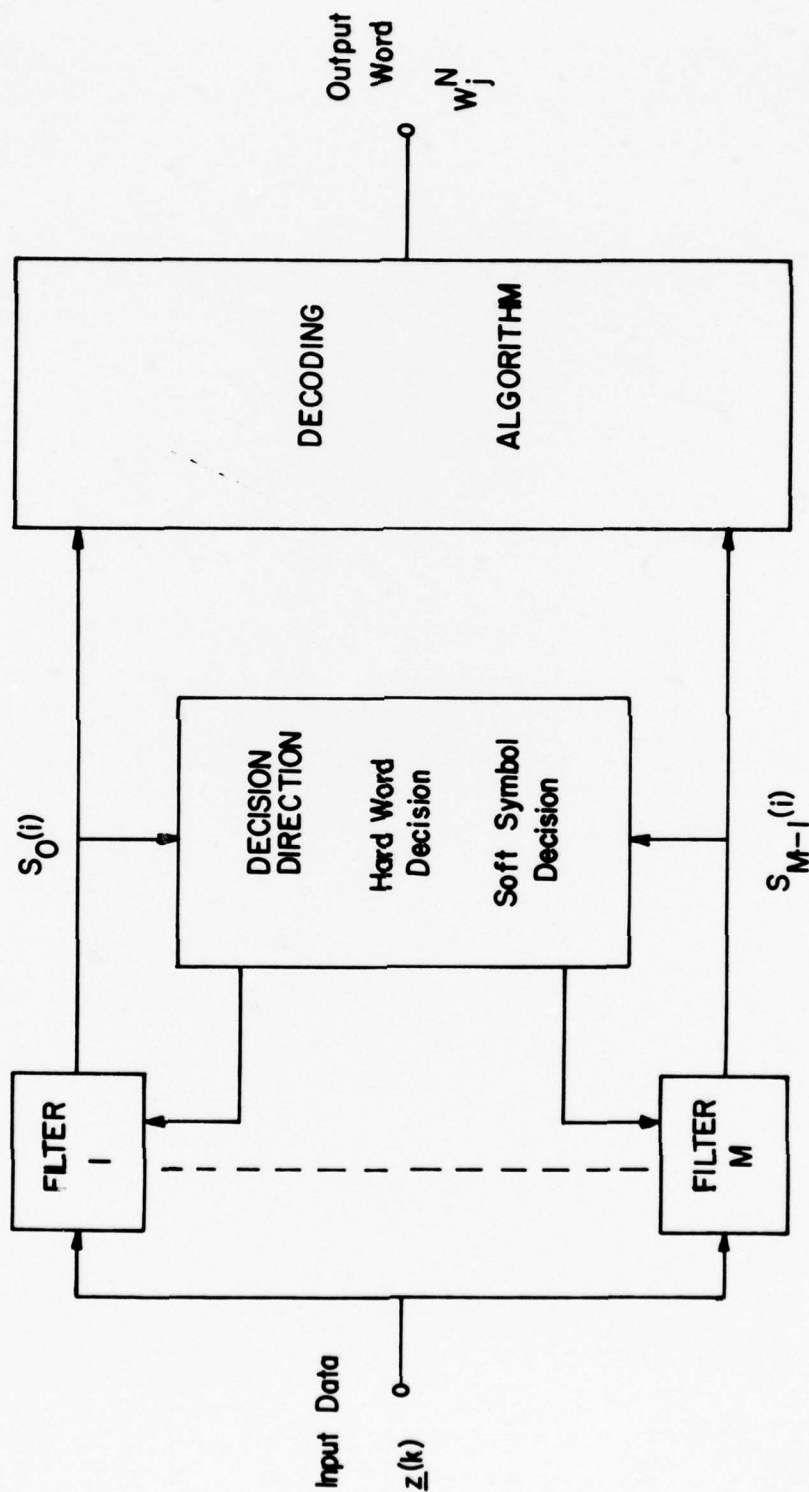 Input Data
z(k)
FILTER
1
FILTER
M
S_0(i)
DECISION
DIRECTION
Hard Word
Decision
Soft Symbol
Decision
S_{M-1}(i)
DECODING
ALGORITHM
Output
Word
W_j^N